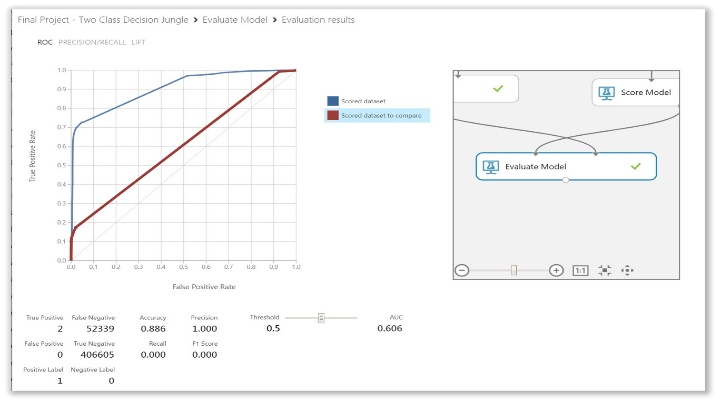 Final Project - Two Class Decision Jungle > Evaluate Model > Evaluation results
ROC PRECISION/RECALL LIFT
1.0
0.9
0.8
0.7
0.6
0.5
0.4
0.3
0.2
0.1
0.0
True Positive Rate
0.0 0.1 0.2 0.3 0.4 0.5 0.6 0.7 0.8 0.9 1.0
False Positive Rate
Scored dataset
Scored dataset to compare
Score Model
Evaluate Model
1:1
True Positive False Negative Accuracy Precision Threshold AUC
2 52339 0.886 1.000 0.5 0.606
False Positive True Negative Recall F1 Score
0 406605 0.000 0.000
Positive Label Negative Label
1 0